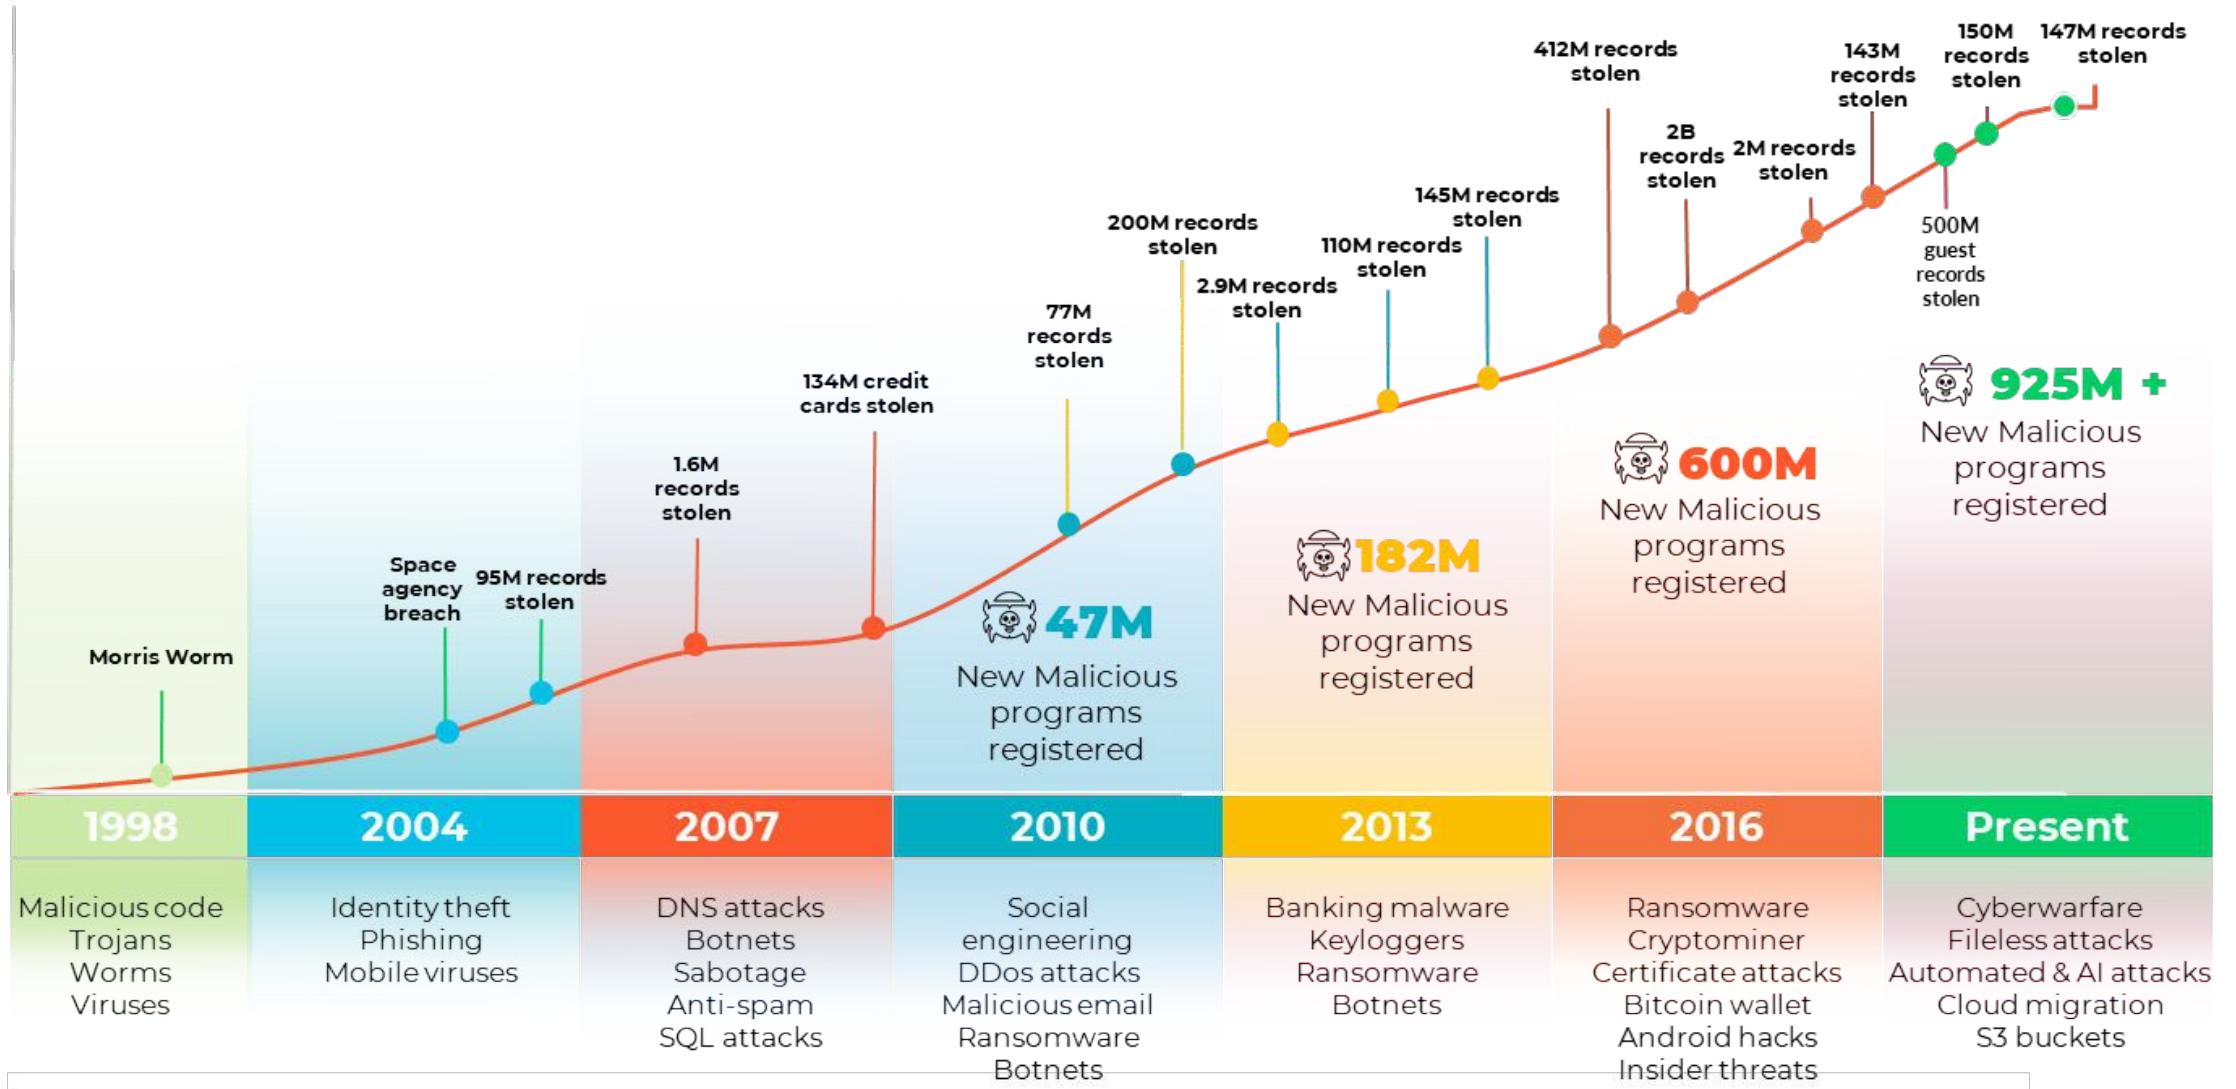 Morris Worm
Space
agency
breach
95M records
stolen
1.6M
records
stolen
134M credit
cards stolen
77M
records
stolen
200M records
stolen
2.9M records
stolen
110M records
stolen
145M records
stolen
412M records
stolen
2B
records
stolen
2M records
stolen
143M
records
stolen
500M
guest
records
stolen
150M
records
stolen
147M records
stolen
47M
New Malicious
programs
registered
182M
New Malicious
programs
registered
600M
New Malicious
programs
registered
925M +
New Malicious
programs
registered
1998
2004
2007
2010
2013
2016
Present
Malicious code
Trojans
Worms
Viruses
Identity theft
Phishing
Mobile viruses
DNS attacks
Botnets
Sabotage
Anti-spam
SQL attacks
Social
engineering
DDos attacks
Malicious email
Ransomware
Botnets
Banking malware
Keyloggers
Ransomware
Botnets
Ransomware
Cryptominer
Certificate attacks
Bitcoin wallet
Android hacks
Insider threats
Cyberwarfare
Fileless attacks
Automated & AI attacks
Cloud migration
S3 buckets